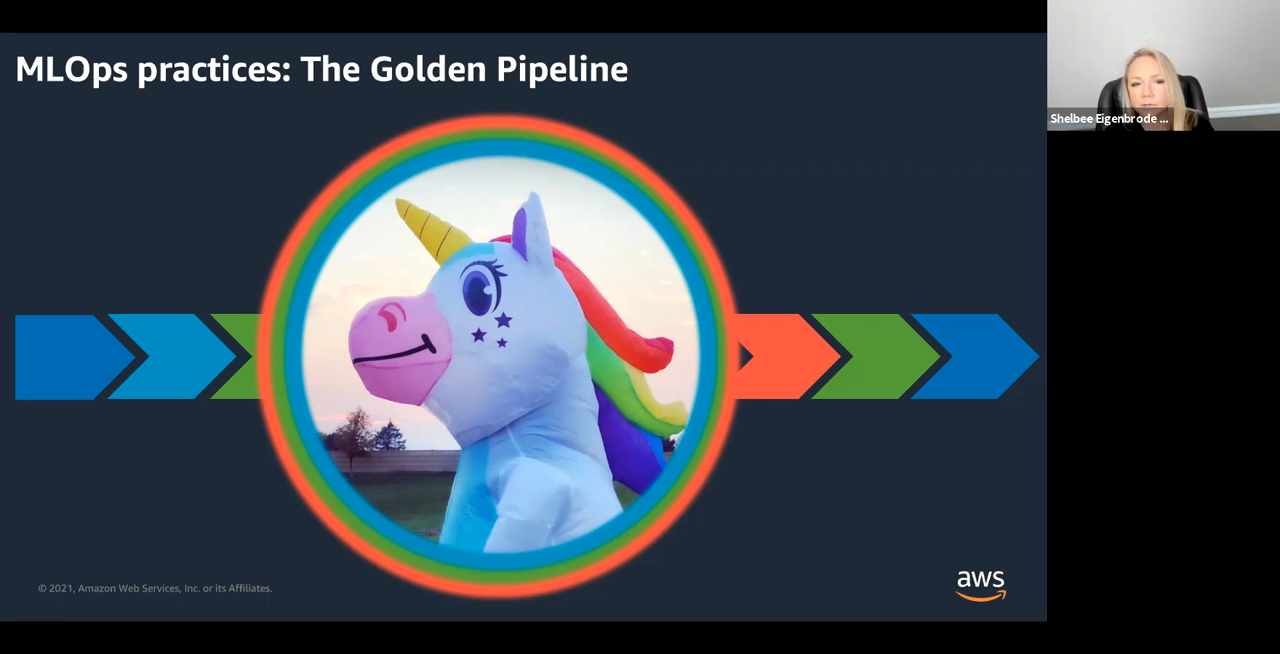 MLOps practices: The Golden Pipeline
Shelbee Eigenbrode ...
© 2021, Amazon Web Services, Inc. or its Affiliates.
aws